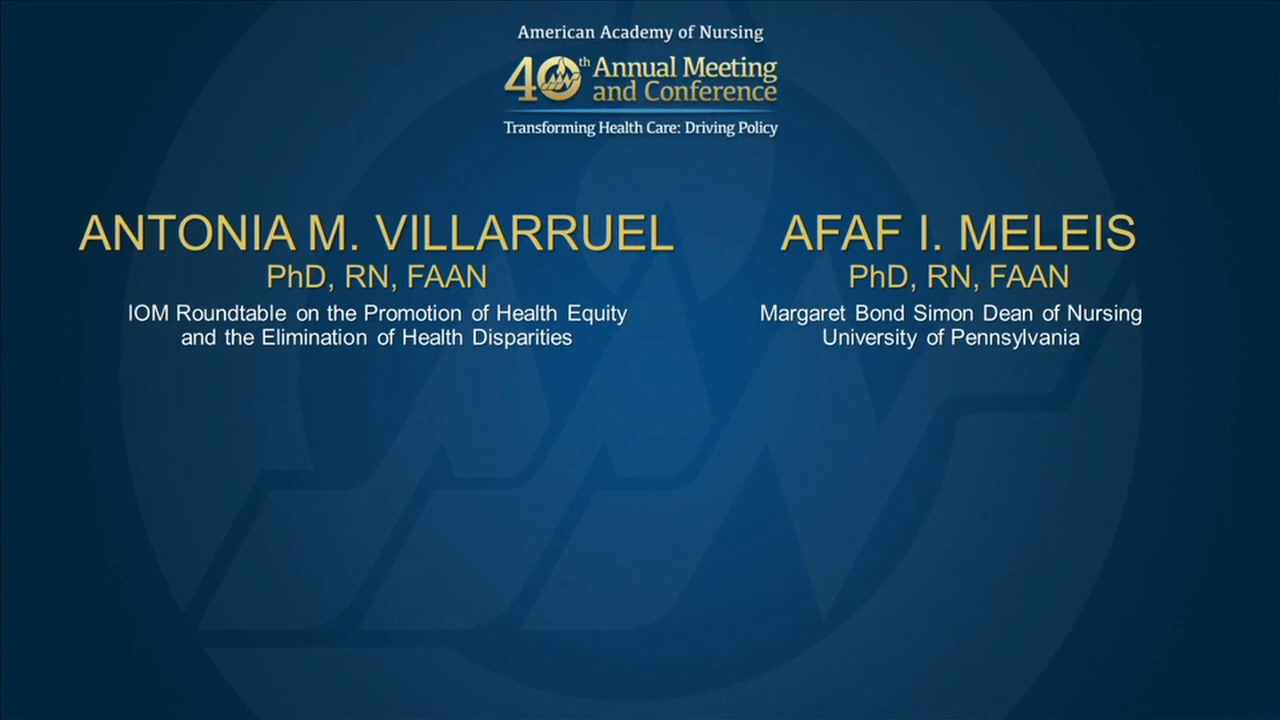 American Academy of Nursing
40th Annual Meeting
and Conference
Transforming Health Care: Driving Policy
ANTONIA M. VILLARRUEL
PhD, RN, FAAN
IOM Roundtable on the Promotion of Health Equity
and the Elimination of Health Disparities
AFAF I. MELEIS
PhD, RN, FAAN
Margaret Bond Simon Dean of Nursing
University of Pennsylvania